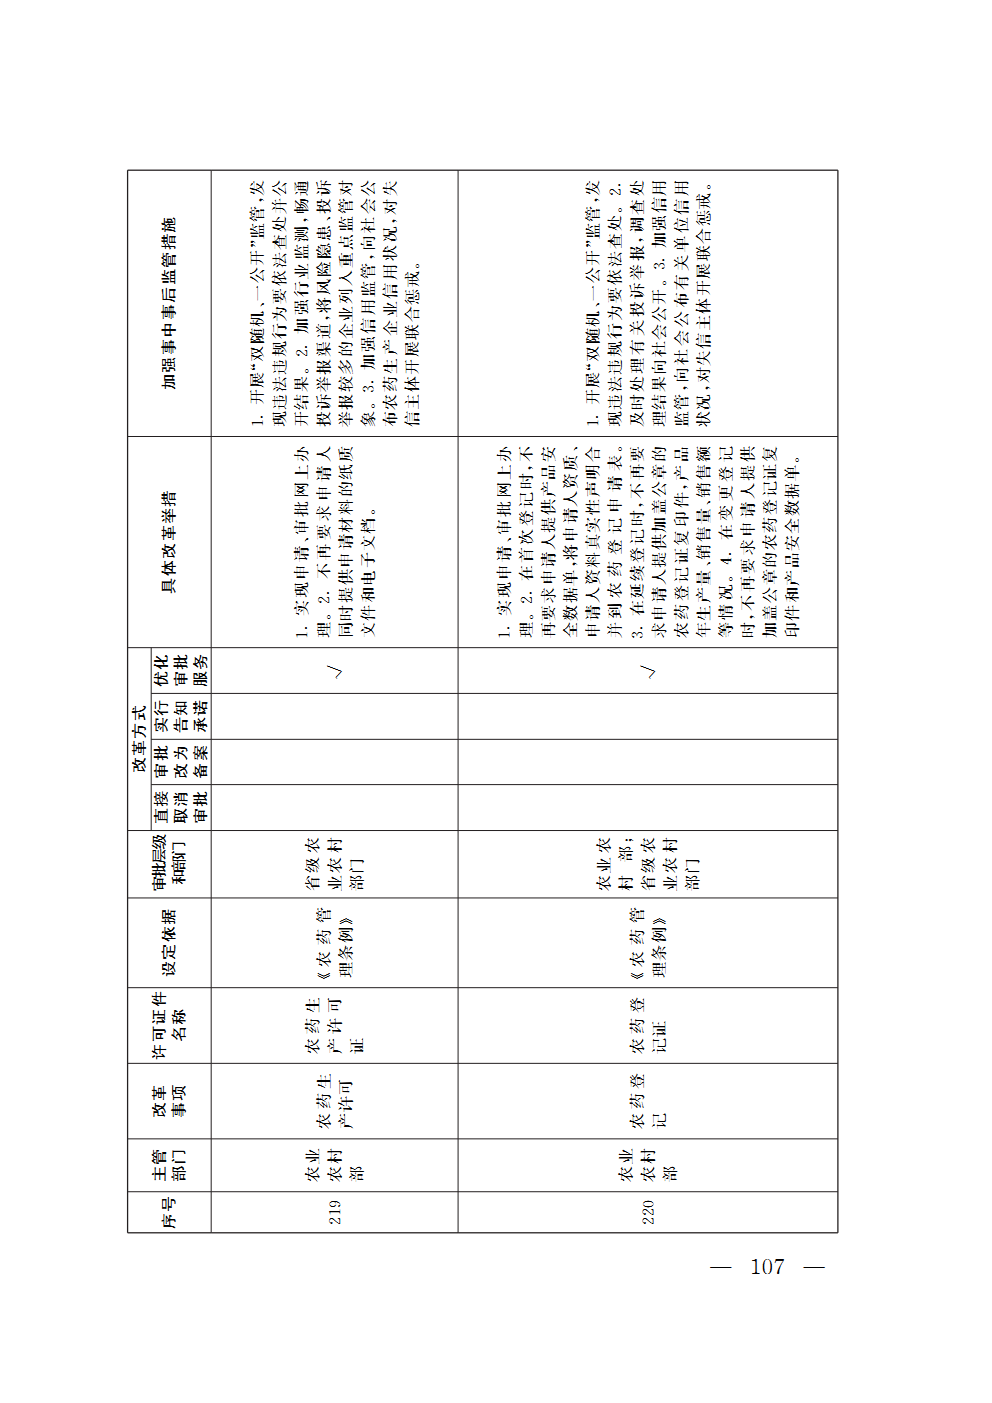 序号
主管
部门
改革
事项
许可证件
名称
设定依据
审批层级
和部门
改革方式
直接
取消
审批
审批
改为
备案
实行
告知
承诺
优化
审批
服务
具体改革举措
加强事中事后监管措施
219
农业
农村
部
农药生
产许可
农药生
产许可
证
《农药管
理条例》
省级农
业农村
部门
√
1. 实现申请、审批网上办
理。2. 不再要求申请人
同时提供申请材料的纸质
文件和电子文档。
1. 开展“双随机、一公开”监管,发
现违法违规行为要依法查处并公
开结果。2. 加强行业监测,畅通
投诉举报渠道,将风险隐患、投诉
举报较多的企业列入重点监管对
象。3. 加强信用监管,向社会公
布农药生产企业信用状况,对失
信主体开展联合惩戒。
220
农业
农村
部
农药登
记
农药登
记证
《农药管
理条例》
农业农
村部;
省级农
业农村
部门
√
1. 实现申请、审批网上办
理。2. 在首次登记时,不
再要求申请人提供产品安
全数据单,将申请人资质、
申请人资料真实性声明合
并到农药登记申请表。
3. 在延续登记时,不再要
求申请人提供加盖公章的
农药登记证复印件,产品
年生产量、销售量、销售额
等情况。4. 在变更登记
时,不再要求申请人提供
加盖公章的农药登记证复
印件和产品安全数据单。
1. 开展“双随机、一公开”监管,发
现违法违规行为要依法查处。2.
及时处理有关投诉举报,调查处
理结果向社会公开。3. 加强信用
监管,向社会公布有关单位信用
状况,对失信主体开展联合惩戒。
— 107 —